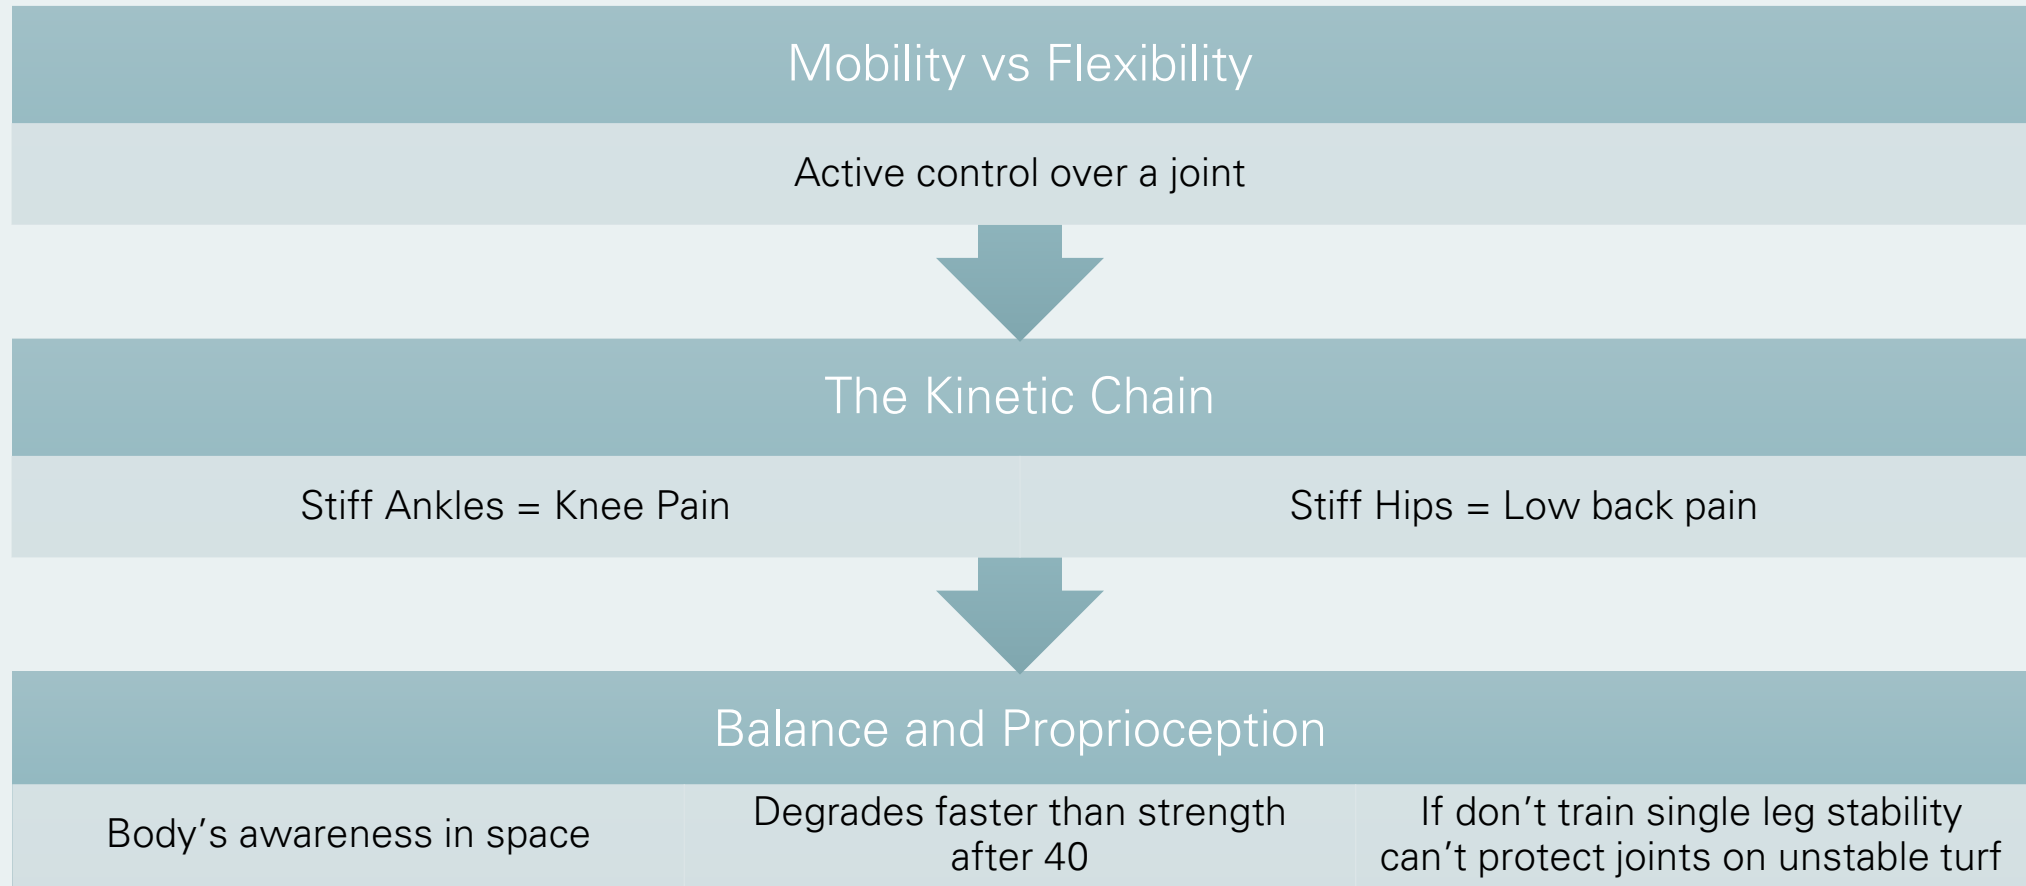 Mobility vs Flexibility
Active control over a joint
The Kinetic Chain
Stiff Ankles = Knee Pain
Stiff Hips = Low back pain
Balance and Proprioception
Body’s awareness in space
Degrades faster than strength
after 40
If don’t train single leg stability
can’t protect joints on unstable turf